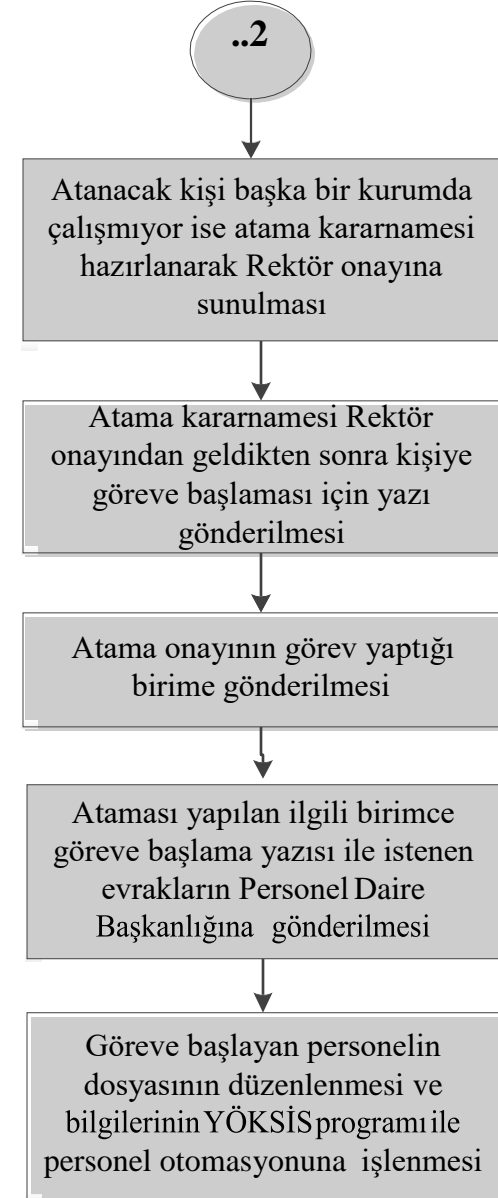 ..2
Atanacak kişi başka bir kurumda
çalışmıyor ise atama kararnamesi
hazırlanarak Rektör onayına
sunulması
Atama kararnamesi Rektör
onayından geldikten sonra kişiye
göreve başlaması için yazı
gönderilmesi
Atama onayının görev yaptığı
birime gönderilmesi
Ataması yapılan ilgili birimce
göreve başlama yazısı ile istenen
evrakların Personel Daire
Başkanlığına gönderilmesi
Göreve başlayan personelin
dosyasının düzenlenmesi ve
bilgilerinin YÖKSİS programı ile
personel otomasyonuna işlenmesi